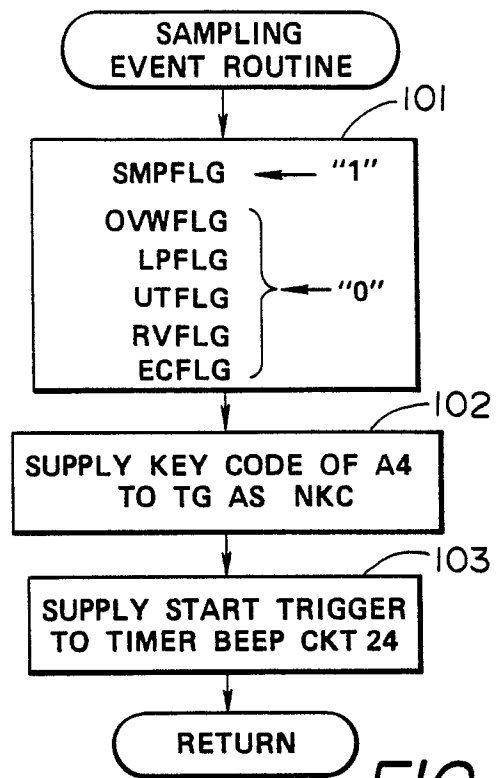 SAMPLING
EVENT ROUTINE
101
SMPFLG ← "1"
OVWFLG
LPFLG
UTFLG ← "0"
RVFLG
ECFLG
102
SUPPLY KEY CODE OF A4
TO TG AS NKC
103
SUPPLY START TRIGGER
TO TIMER BEEP CKT 24
RETURN